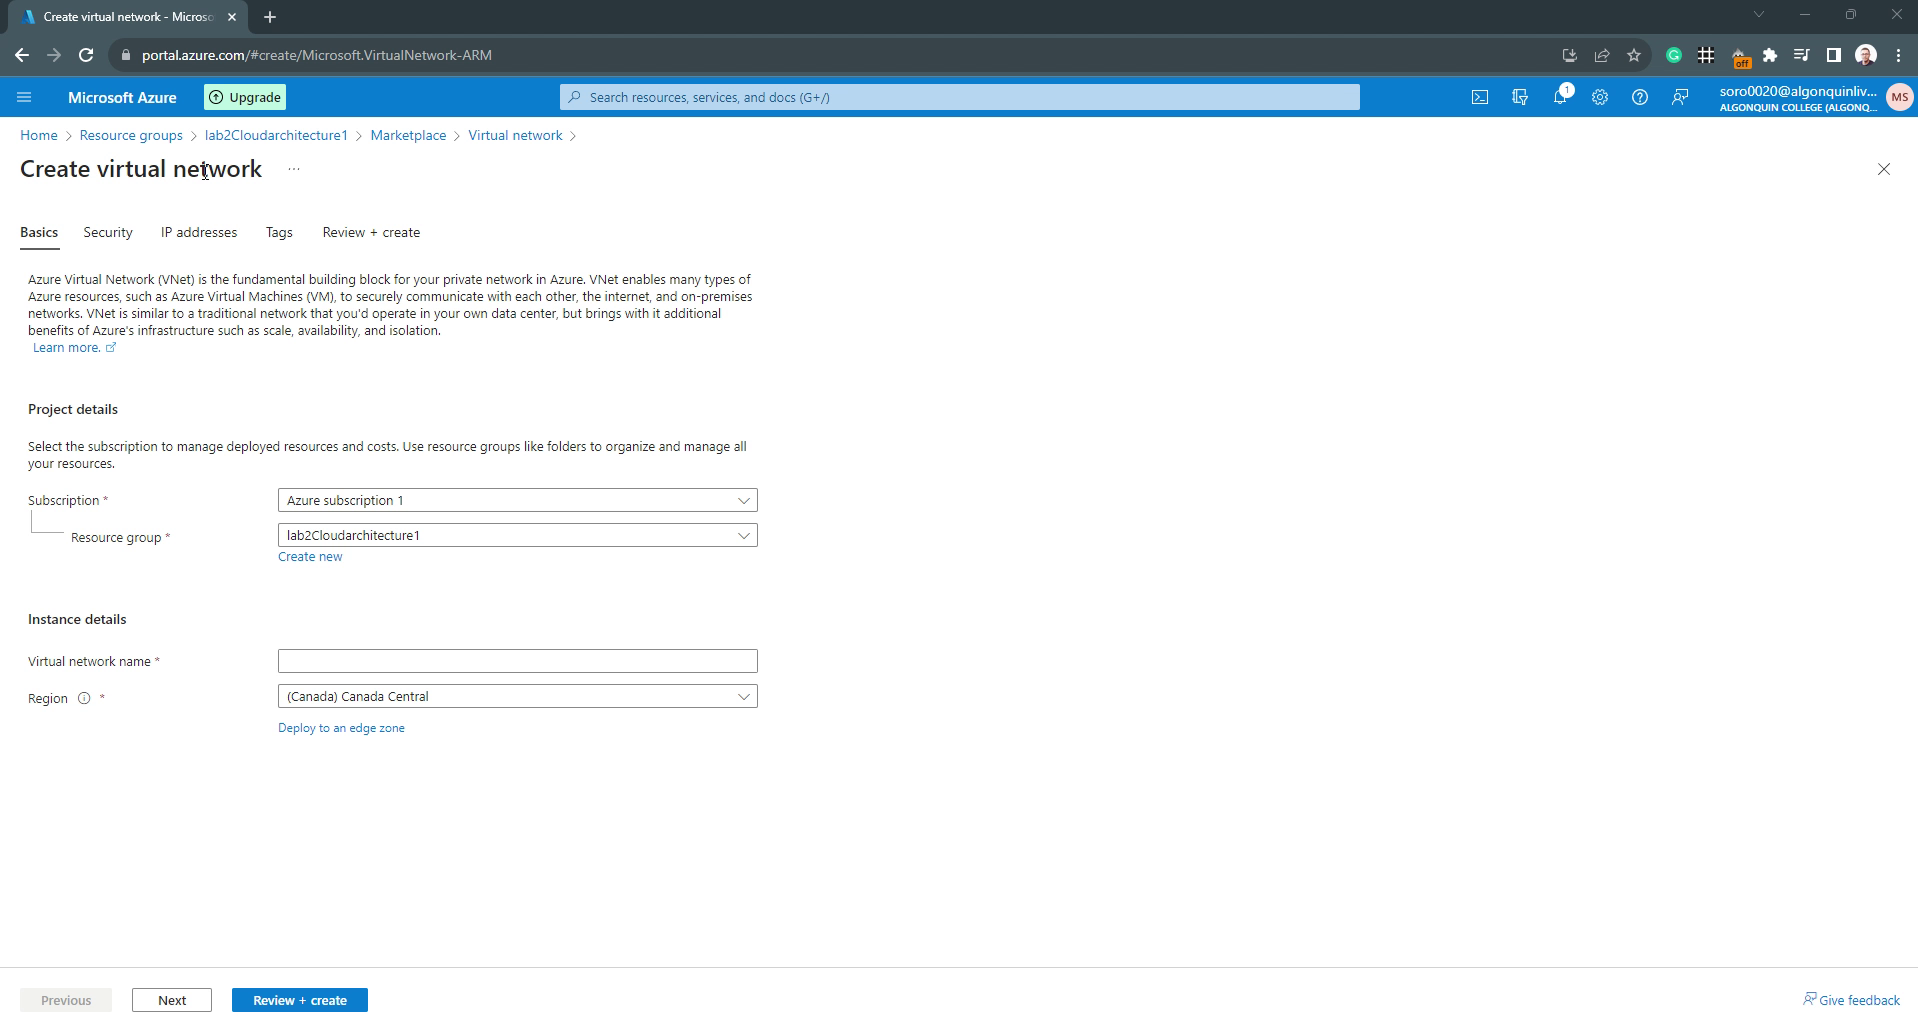 Create virtual network - Microso
portal.azure.com/#create/Microsoft.VirtualNetwork-ARM
off
Microsoft Azure
Upgrade
Search resources, services, and docs (G+/)
1
soro0020@algonquinliv...
ALGONQUIN COLLEGE (ALGONQ...
MS
Home > Resource groups > lab2Cloudarchitecture1 > Marketplace > Virtual network >
Create virtual network ...
Basics Security IP addresses Tags Review + create
Azure Virtual Network (VNet) is the fundamental building block for your private network in Azure. VNet enables many types of
Azure resources, such as Azure Virtual Machines (VM), to securely communicate with each other, the internet, and on-premises
networks. VNet is similar to a traditional network that you'd operate in your own data center, but brings with it additional
benefits of Azure's infrastructure such as scale, availability, and isolation.
Learn more.
Project details
Select the subscription to manage deployed resources and costs. Use resource groups like folders to organize and manage all
your resources.
Subscription *
Azure subscription 1
Resource group *
lab2Cloudarchitecture1
Create new
Instance details
Virtual network name *
Region *
(Canada) Canada Central
Deploy to an edge zone
Previous
Next
Review + create
Give feedback